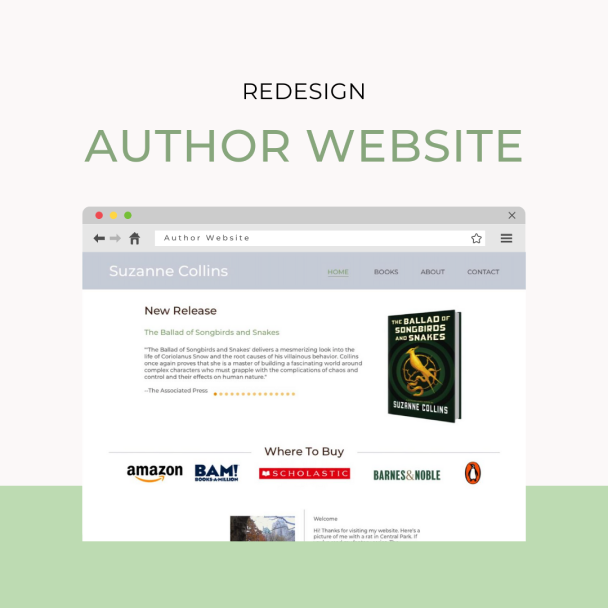 REDESIGN
AUTHOR WEBSITE
Author Website
Suzanne Collins
HOME BOOKS ABOUT CONTACT
New Release
The Ballad of Songbirds and Snakes
"'The Ballad of Songbirds and Snakes' delivers a mesmerizing look into the
life of Coriolanus Snow and the root causes of his villainous behavior. Collins
once again proves that she is a master of building a fascinating world around
complex characters who must grapple with the complications of chaos and
control and their effects on human nature."
--The Associated Press
THE BALLAD OF
SONGBIRDS
AND SNAKES
SUZANNE COLLINS
Where To Buy
amazon
BAM!
BOOKS-A-MILLION
SCHOLASTIC
BARNES&NOBLE
Welcome
Hi! Thanks for visiting my website. Here's a
picture of me with a rat in Central Park. If